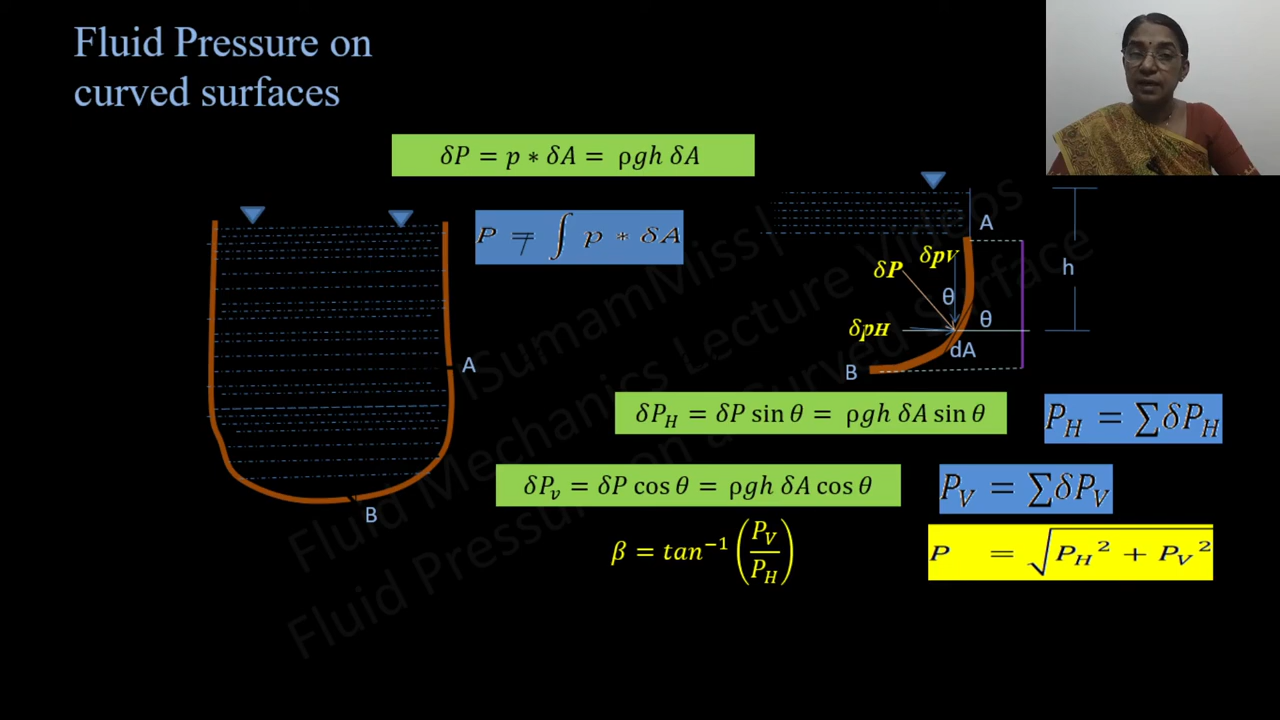 Fluid Pressure on
curved surfaces
δP = p ∗ δA = ρgh δA
P ≠ ∫ p ∗ δA
A
B
A
h
δpV
δP
θ
θ
δpH
dA
B
δP_H = δP sin θ = ρgh δA sin θ
P_H = ∑δP_H
δP_v = δP cos θ = ρgh δA cos θ
P_V = ∑δP_V
β = tan⁻¹ (P_V / P_H)
P = √(P_H² + P_V²)